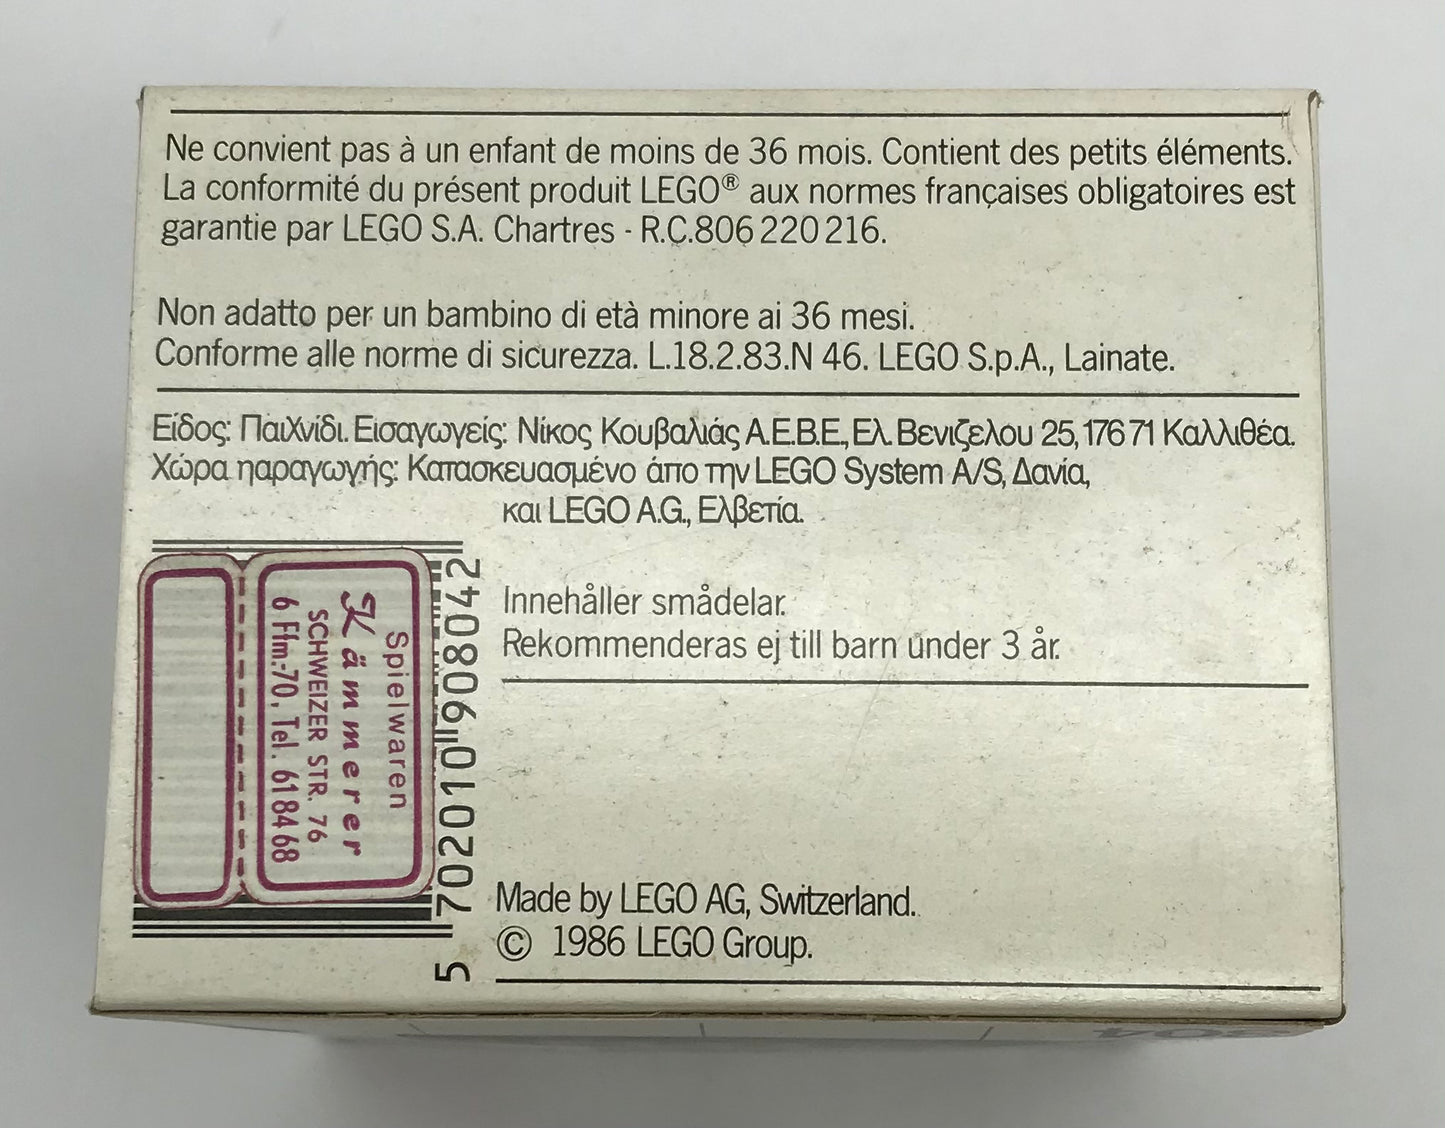 Ne convient pas à un enfant de moins de 36 mois. Contient des petits éléments.
La conformité du présent produit LEGO® aux normes françaises obligatoires est
garantie par LEGO S.A. Chartres - R.C.806 220 216.
Non adatto per un bambino di età minore ai 36 mesi.
Conforme alle norme di sicurezza. L.18.2.83.N 46. LEGO S.p.A., Lainate.
Είδος: Παιχνίδι. Εισαγωγείς: Νίκος Κουβαλιάς Α.Ε.Β.Ε., Ελ. Βενιζελου 25, 176 71 Καλλιθέα.
Χώρα ηαραγωγής: Κατασκευασμένο άπο την LEGO System A/S, Δανία,
και LEGO A.G., Ελβετία.
Innehåller smådelar.
Rekommenderas ej till barn under 3 år.
Spielwaren
Kämmerer
SCHWEIZER STR. 76
6 Ffm.-70, Tel. 618468
5 702010 908042
Made by LEGO AG, Switzerland.
© 1986 LEGO Group.